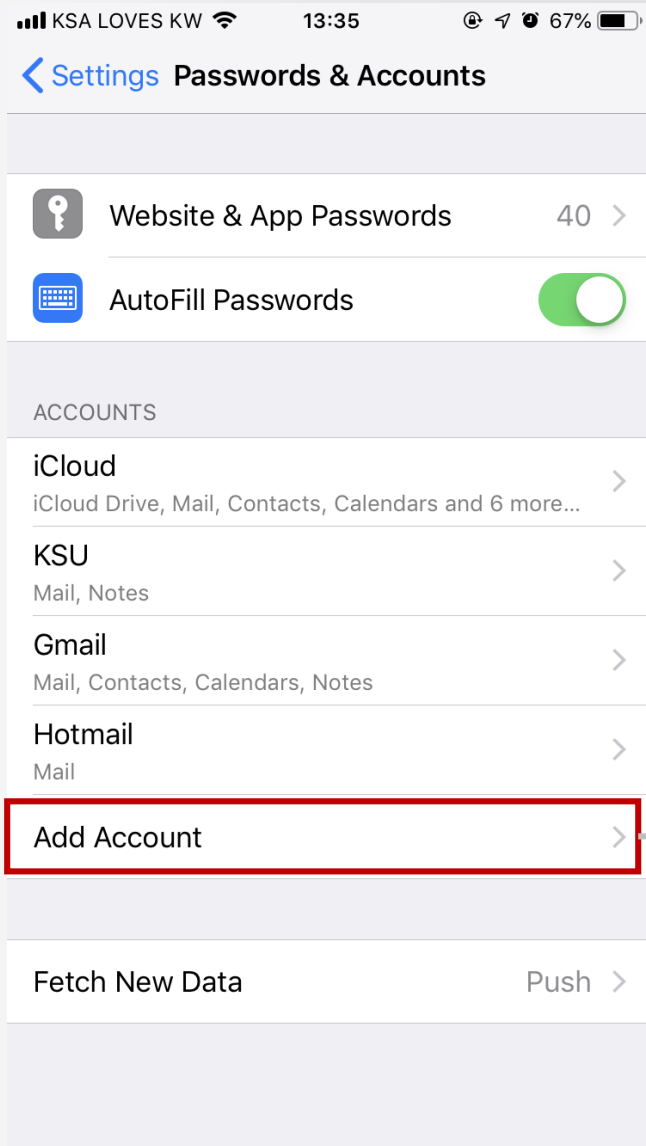 KSA LOVES KW 13:35 67%
Settings Passwords & Accounts
Website & App Passwords 40
AutoFill Passwords
ACCOUNTS
iCloud
iCloud Drive, Mail, Contacts, Calendars and 6 more...
KSU
Mail, Notes
Gmail
Mail, Contacts, Calendars, Notes
Hotmail
Mail
Add Account
Fetch New Data Push